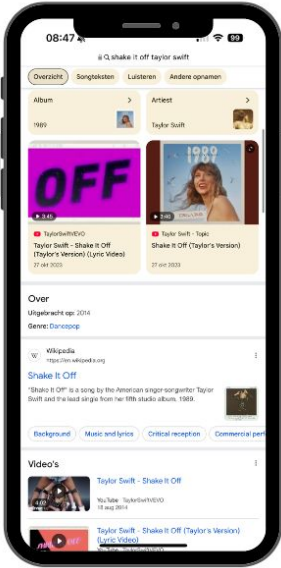 08:47
99
shake it off taylor swift
Overzicht
Songteksten
Luisteren
Andere opnamen
Album
1989
Artiest
Taylor Swift
OFF
3:45
3:40
TaylorSwiftVEVO
Taylor Swift - Shake It Off
(Taylor's Version) (Lyric Video)
27 okt 2023
Taylor Swift - Topic
Shake It Off (Taylor's Version)
27 okt 2023
Over
Uitgebracht op: 2014
Genre: Dancepop
W
Wikipedia
https://en.wikipedia.org
Shake It Off
"Shake It Off" is a song by the American singer-songwriter Taylor
Swift and the lead single from her fifth studio album, 1989.
Background
Music and lyrics
Critical reception
Commercial perf
Video's
4:02
Taylor Swift - Shake It Off
YouTube · TaylorSwiftVEVO
18 aug 2014
Taylor Swift - Shake It Off (Taylor's Version)
(Lyric Video)